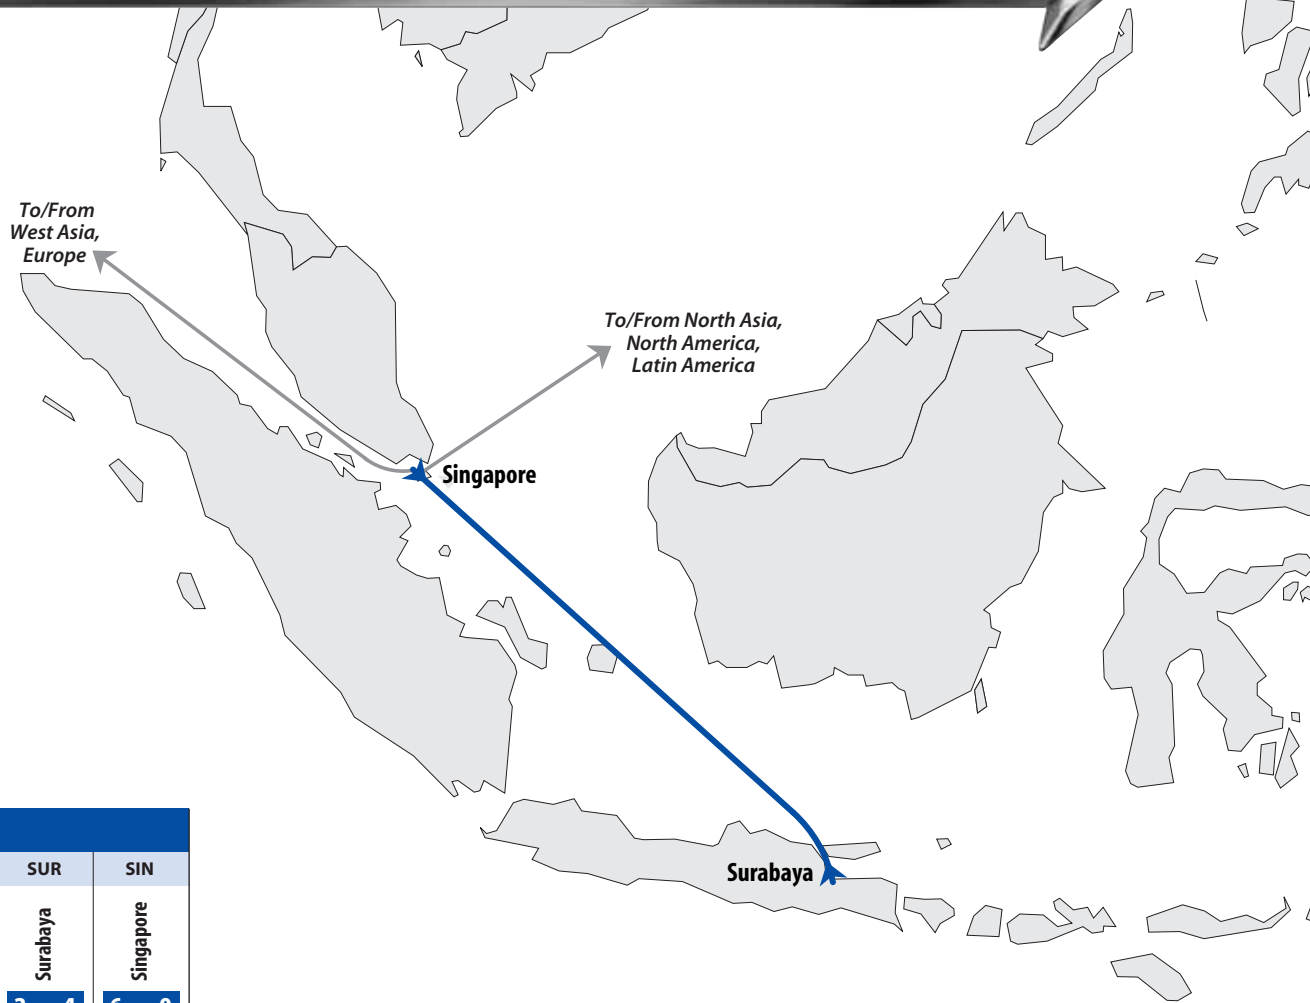 To/From
West Asia,
Europe
To/From North Asia,
North America,
Latin America
Singapore
Surabaya
SUR SIN
Surabaya Singapore